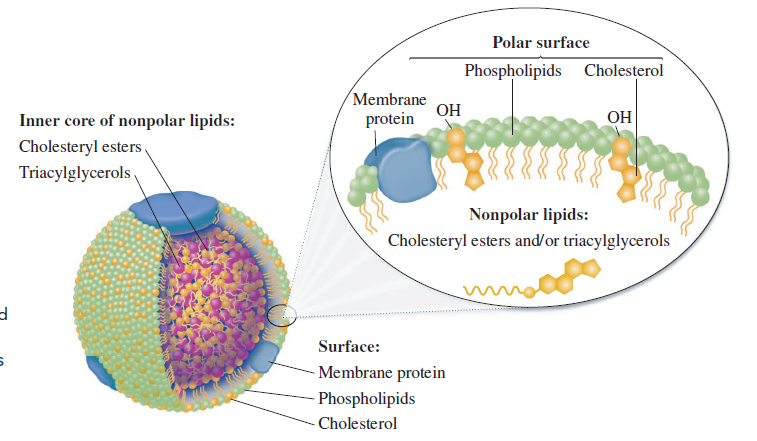 Polar surface
Phospholipids Cholesterol
Membrane
protein
OH
OH
Nonpolar lipids:
Cholesteryl esters and/or triacylglycerols
Inner core of nonpolar lipids:
Cholesteryl esters
Triacylglycerols
d
s
Surface:
Membrane protein
Phospholipids
Cholesterol